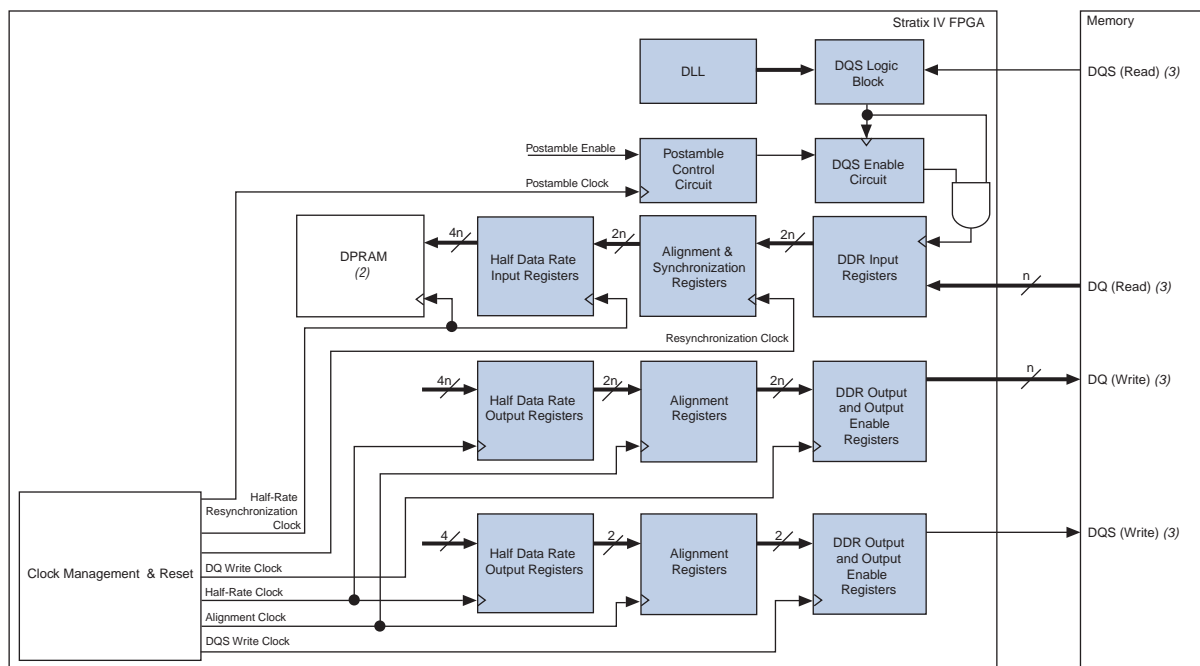 Stratix IV FPGA
Memory
DLL
DQS Logic
Block
DQS (Read) (3)
Postamble Enable
Postamble
Control
Circuit
DQS Enable
Circuit
Postamble Clock
DPRAM
(2)
4n
Half Data Rate
Input Registers
2n
Alignment &
Synchronization
Registers
2n
DDR Input
Registers
n
DQ (Read) (3)
Resynchronization Clock
4n
Half Data Rate
Output Registers
2n
Alignment
Registers
2n
DDR Output
and Output
Enable
Registers
n
DQ (Write) (3)
Clock Management & Reset
Half-Rate
Resynchronization
Clock
DQ Write Clock
Half-Rate Clock
Alignment Clock
DQS Write Clock
4
Half Data Rate
Output Registers
2
Alignment
Registers
2
DDR Output
and Output
Enable
Registers
DQS (Write) (3)